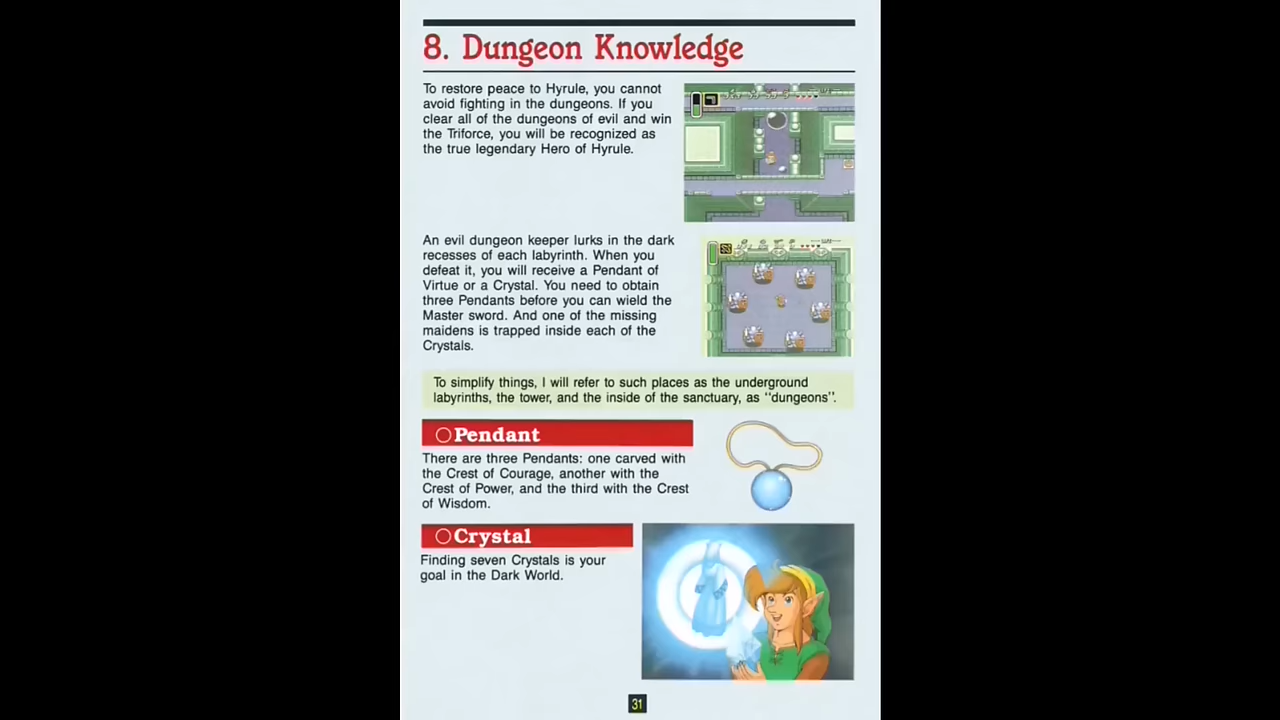 8. Dungeon Knowledge
To restore peace to Hyrule, you cannot
avoid fighting in the dungeons. If you
clear all of the dungeons of evil and win
the Triforce, you will be recognized as
the true legendary Hero of Hyrule.
An evil dungeon keeper lurks in the dark
recesses of each labyrinth. When you
defeat it, you will receive a Pendant of
Virtue or a Crystal. You need to obtain
three Pendants before you can wield the
Master sword. And one of the missing
maidens is trapped inside each of the
Crystals.
To simplify things, I will refer to such places as the underground
labyrinths, the tower, and the inside of the sanctuary, as "dungeons".
○Pendant
There are three Pendants: one carved with
the Crest of Courage, another with the
Crest of Power, and the third with the Crest
of Wisdom.
○Crystal
Finding seven Crystals is your
goal in the Dark World.
31